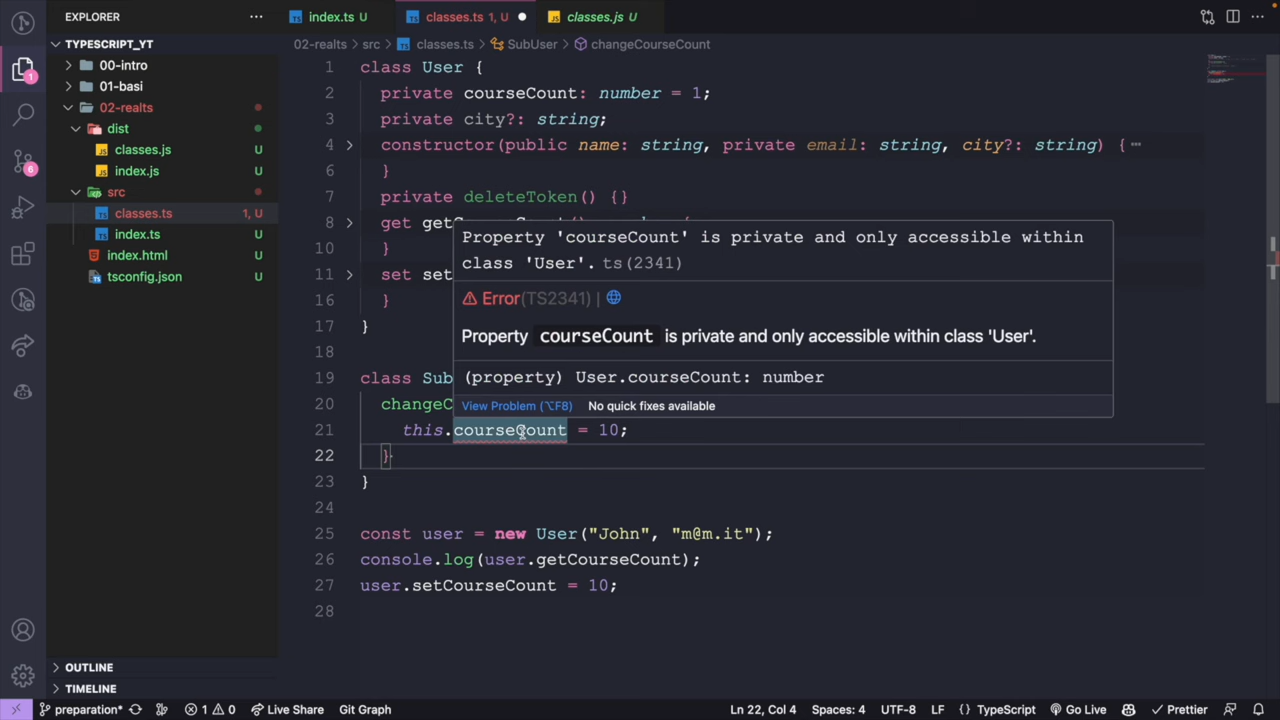 EXPLORER
TYPESCRIPT_YT
00-intro
01-basi
02-realts
dist
classes.js U
index.js U
src
classes.ts 1, U
index.ts U
index.html U
tsconfig.json U
OUTLINE
TIMELINE
index.ts U classes.ts 1, U classes.js U
02-realts > src > classes.ts > SubUser > changeCourseCount
1 class User {
2 private courseCount: number = 1;
3 private city?: string;
4 constructor(public name: string, private email: string, city?: string) {
6 }
7 private deleteToken() {}
8 get
10 }
11 set set
16 }
17 }
18
19 class Sub
20 changeC
21 this.courseCount = 10;
22 }
23 }
24
25 const user = new User("John", "m@m.it");
26 console.log(user.getCourseCount);
27 user.setCourseCount = 10;
28
Property 'courseCount' is private and only accessible within
class 'User'. ts(2341)
Error(TS2341) |
Property courseCount is private and only accessible within class 'User'.
(property) User.courseCount: number
View Problem (⌥F8) No quick fixes available
1
6
preparation* 1 0 Live Share Git Graph Ln 22, Col 4 Spaces: 4 UTF-8 LF {} TypeScript Go Live Prettier